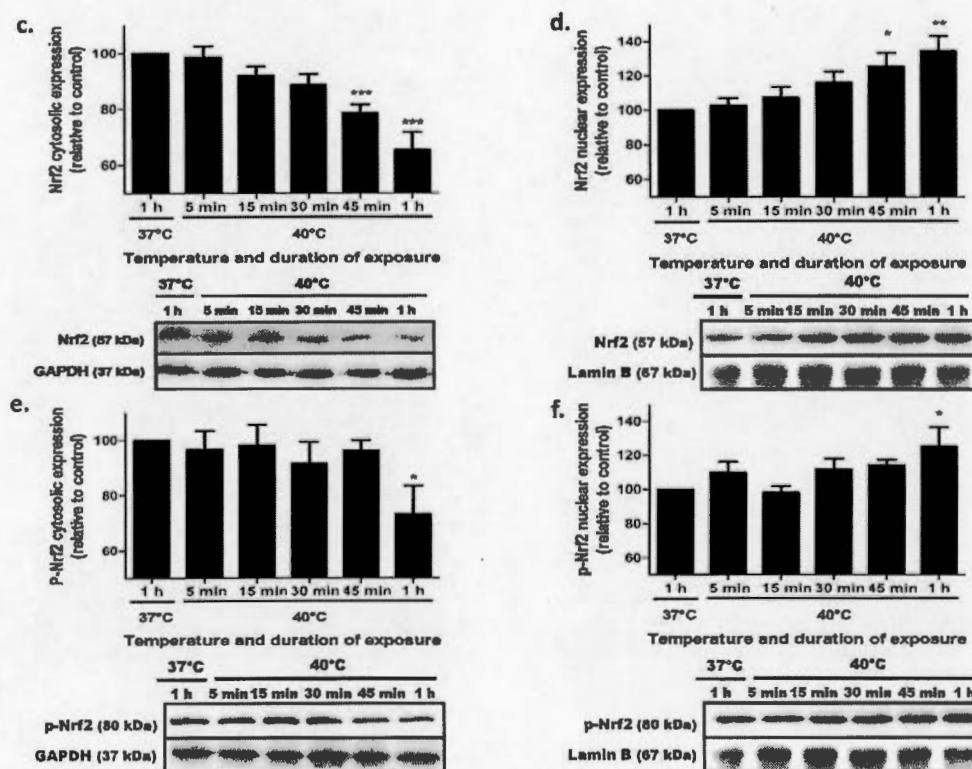 c.
Nrf2 cytosolic expression
(relative to control)
100
80
60
***
***
1 h 5 min 15 min 30 min 45 min 1 h
37°C 40°C
Temperature and duration of exposure
37°C 40°C
1 h 5 min 15 min 30 min 45 min 1 h
Nrf2 (57 kDa)
GAPDH (37 kDa)
d.
Nrf2 nuclear expression
(relative to control)
140
120
100
80
60
*
**
1 h 5 min 15 min 30 min 45 min 1 h
37°C 40°C
Temperature and duration of exposure
37°C 40°C
1 h 5 min 15 min 30 min 45 min 1 h
Nrf2 (57 kDa)
Lamin B (67 kDa)
e.
P-Nrf2 cytosolic expression
(relative to control)
100
80
60
*
1 h 5 min 15 min 30 min 45 min 1 h
37°C 40°C
Temperature and duration of exposure
37°C 40°C
1 h 5 min 15 min 30 min 45 min 1 h
p-Nrf2 (80 kDa)
GAPDH (37 kDa)
f.
p-Nrf2 nuclear expression
(relative to control)
140
120
100
80
60
*
1 h 5 min 15 min 30 min 45 min 1 h
37°C 40°C
Temperature and duration of exposure
37°C 40°C
1 h 5 min 15 min 30 min 45 min 1 h
p-Nrf2 (80 kDa)
Lamin B (67 kDa)